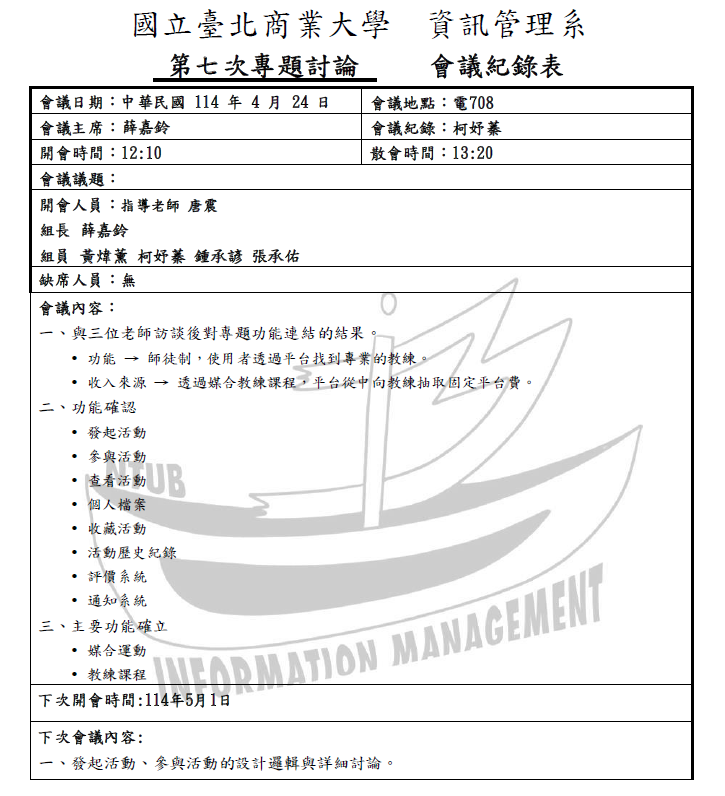 國立臺北商業大學 資訊管理系
第七次專題討論 會議紀錄表
會議日期：中華民國 114 年 4 月 24 日
會議地點：電708
會議主席：薛嘉鈴
會議紀錄：柯妤蓁
開會時間：12:10
散會時間：13:20
會議議題：
開會人員：指導老師 唐震
組長 薛嘉鈴
組員 黃煒薰 柯妤蓁 鍾承諺 張承佑
缺席人員：無
會議內容：
一、與三位老師訪談後對專題功能連結的結果。
• 功能 → 師徒制，使用者透過平台找到專業的教練。
• 收入來源 → 透過媒合教練課程，平台從中向教練抽取固定平台費。
二、功能確認
• 發起活動
• 參與活動
• 查看活動
• 個人檔案
• 收藏活動
• 活動歷史紀錄
• 評價系統
• 通知系統
三、主要功能確立
• 媒合運動
• 教練課程
NTUB
INFORMATION MANAGEMENT
下次開會時間:114年5月1日
下次會議內容:
一、發起活動、參與活動的設計邏輯與詳細討論。